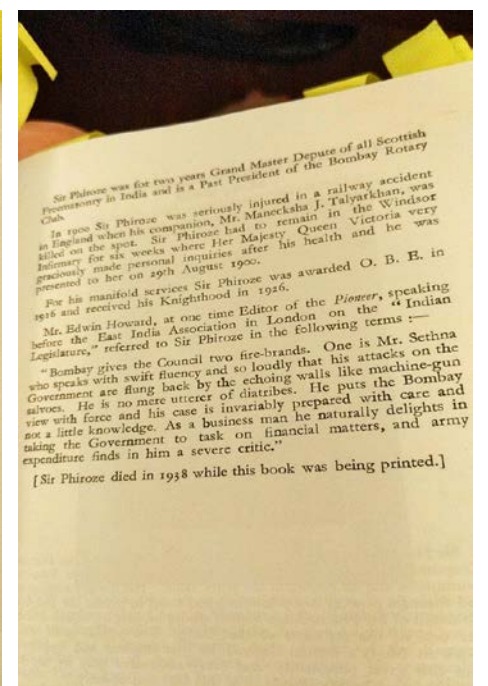 Sir Phiroze was for two years Grand Master Depute of all Scottish
Freemasonry in India and is a Past President of the Bombay Rotary
Club.
In 1900 Sir Phiroze was seriously injured in a railway accident
in England when his companion, Mr. Manecksha J. Talyarkhan, was
killed on the spot. Sir Phiroze had to remain in the Windsor
Infirmary for six weeks where Her Majesty Queen Victoria very
graciously made personal inquiries after his health and he was
presented to her on 29th August 1900.
For his manifold services Sir Phiroze was awarded O. B. E. in
1916 and received his Knighthood in 1926.
Mr. Edwin Howard, at one time Editor of the Pioneer, speaking
before the East India Association in London on the "Indian
Legislature," referred to Sir Phiroze in the following terms :—
"Bombay gives the Council two fire-brands. One is Mr. Sethna
who speaks with swift fluency and so loudly that his attacks on the
Government are flung back by the echoing walls like machine-gun
salvoes. He is no mere utterer of diatribes. He puts the Bombay
view with force and his case is invariably prepared with care and
not a little knowledge. As a business man he naturally delights in
taking the Government to task on financial matters, and army
expenditure finds in him a severe critic."
[Sir Phiroze died in 1938 while this book was being printed.]